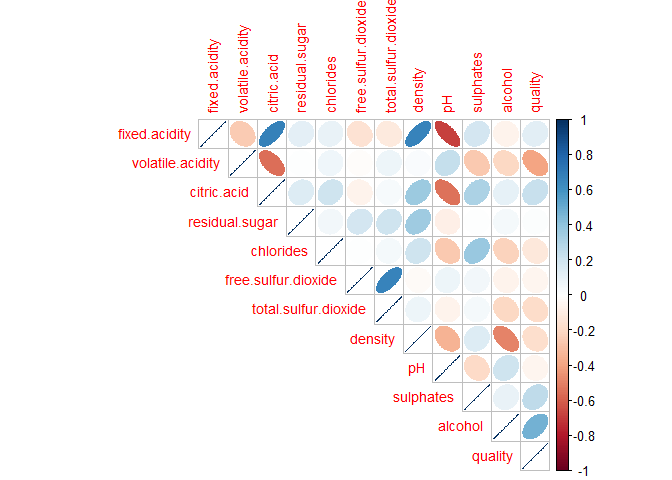 fixed.acidity
volatile.acidity
citric.acid
residual.sugar
chlorides
free.sulfur.dioxide
total.sulfur.dioxide
density
pH
sulphates
alcohol
quality
fixed.acidity
volatile.acidity
citric.acid
residual.sugar
chlorides
free.sulfur.dioxide
total.sulfur.dioxide
density
pH
sulphates
alcohol
quality
1
0.8
0.6
0.4
0.2
0
-0.2
-0.4
-0.6
-0.8
-1